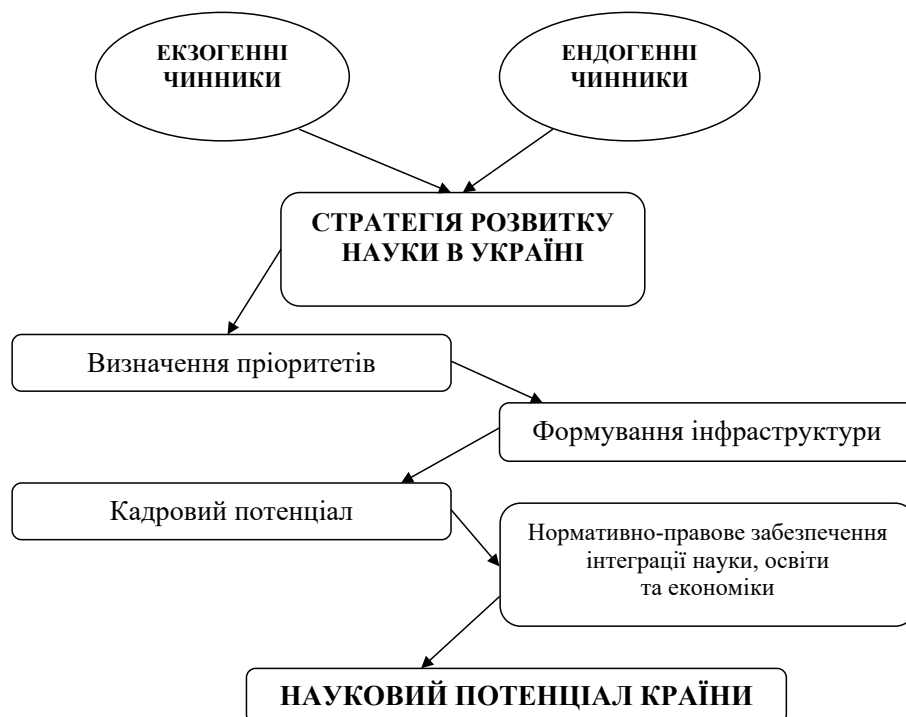 ЕКЗОГЕННІ
ЧИННИКИ
ЕНДОГЕННІ
ЧИННИКИ
СТРАТЕГІЯ РОЗВИТКУ
НАУКИ В УКРАЇНІ
Визначення пріоритетів
Формування інфраструктури
Кадровий потенціал
Нормативно-правове забезпечення
інтеграції науки, освіти
та економіки
НАУКОВИЙ ПОТЕНЦІАЛ КРАЇНИ